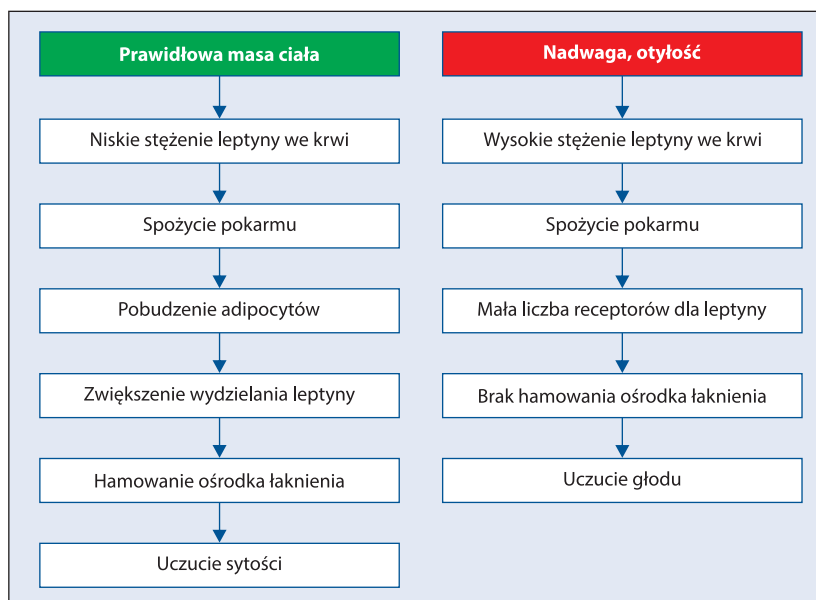 Prawidłowa masa ciała
Niskie stężenie leptyny we krwi
Spożycie pokarmu
Pobudzenie adipocytów
Zwiększenie wydzielania leptyny
Hamowanie ośrodka łaknienia
Uczucie sytości
Nadwaga, otyłość
Wysokie stężenie leptyny we krwi
Spożycie pokarmu
Mała liczba receptorów dla leptyny
Brak hamowania ośrodka łaknienia
Uczucie głodu